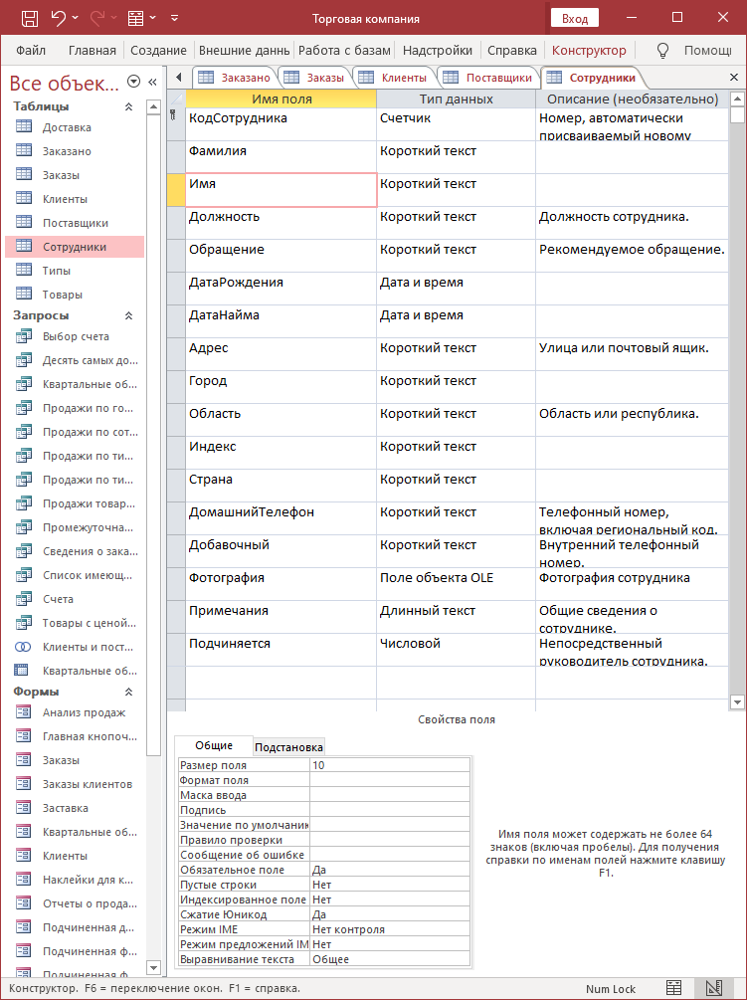 Торговая компания
Вход
Файл Главная Создание Внешние даннь Работа с базам Надстройки Справка Конструктор Помощі
Все объек...
Таблицы
Доставка
Заказано
Заказы
Клиенты
Поставщики
Сотрудники
Типы
Товары
Запросы
Выбор счета
Десять самых до...
Квартальные об...
Продажи по го...
Продажи по сот...
Продажи по ти...
Продажи по ти...
Продажи товар...
Промежуточна...
Сведения о зака...
Список имеющ...
Счета
Товары с ценой...
Клиенты и пост...
Квартальные об...
Формы
Анализ продаж
Главная кнопоч...
Заказы
Заказы клиентов
Заставка
Квартальные об...
Клиенты
Наклейки для к...
Отчеты о прода...
Подчиненная д...
Подчиненная ф...
Подчиненная ф...
Заказано Заказы Клиенты Поставщики Сотрудники
Имя поля Тип данных Описание (необязательно)
КодСотрудника Счетчик Номер, автоматически
присваиваемый новому
Фамилия Короткий текст
Имя Короткий текст
Должность Короткий текст Должность сотрудника.
Обращение Короткий текст Рекомендуемое обращение.
ДатаРождения Дата и время
ДатаНайма Дата и время
Адрес Короткий текст Улица или почтовый ящик.
Город Короткий текст
Область Короткий текст Область или республика.
Индекс Короткий текст
Страна Короткий текст
ДомашнийТелефон Короткий текст Телефонный номер,
включая региональный код.
Добавочный Короткий текст Внутренний телефонный
номер.
Фотография Поле объекта OLE Фотография сотрудника
Примечания Длинный текст Общие сведения о
сотруднике.
Подчиняется Числовой Непосредственный
руководитель сотрудника.
Свойства поля
Общие Подстановка
Размер поля 10
Формат поля
Маска ввода
Подпись
Значение по умолчани
Правило проверки
Сообщение об ошибке
Обязательное поле Да
Пустые строки Нет
Индексированное поле Нет
Сжатие Юникод Да
Режим IME Нет контроля
Режим предложений IM Нет
Выравнивание текста Общее
Имя поля может содержать не более 64
знаков (включая пробелы). Для получения
справки по именам полей нажмите клавишу
F1.
Конструктор. F6 = переключение окон. F1 = справка.
Num Lock